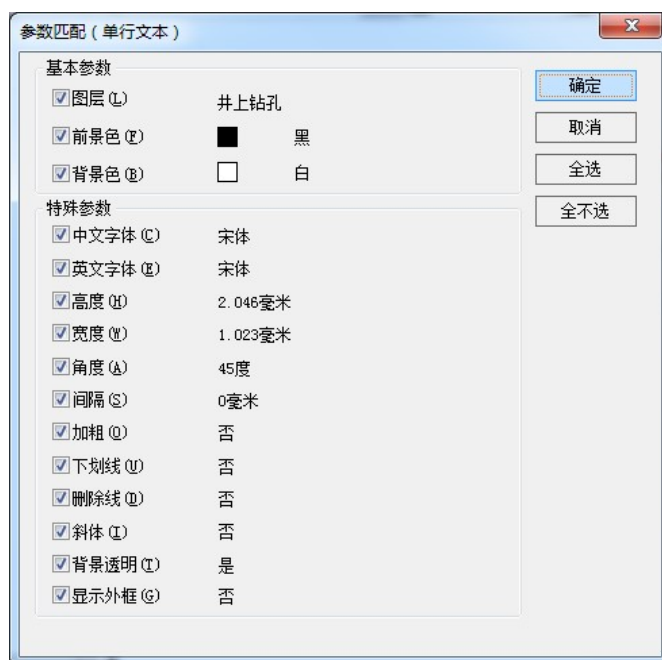 参数匹配（单行文本）
基本参数
图层(L) 井上钻孔
前景色(F) 黑
背景色(B) 白
特殊参数
中文字体(C) 宋体
英文字体(E) 宋体
高度(H) 2.046毫米
宽度(W) 1.023毫米
角度(A) 45度
间隔(S) 0毫米
加粗(O) 否
下划线(U) 否
删除线(D) 否
斜体(I) 否
背景透明(T) 是
显示外框(G) 否
确定
取消
全选
全不选